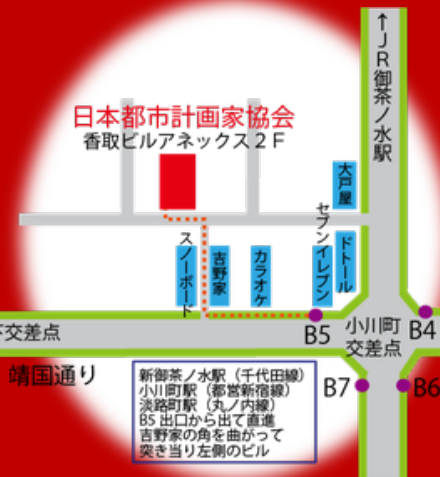 ↑JR御茶ノ水駅
日本都市計画家協会
香取ビルアネックス2F
大戸屋
セブンイレブン
ドトール
スノーボード
吉野家
カラオケ
B5
小川町
交差点
B4
下交差点
靖国通り
B7
B6
新御茶ノ水駅（千代田線）
小川町駅（都営新宿線）
淡路町駅（丸ノ内線）
B5 出口から出て直進
吉野家の角を曲がって
突き当り左側のビル